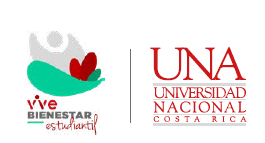 vive
BIENESTAR
estudiantil
UNA
UNIVERSIDAD
NACIONAL
COSTA RICA